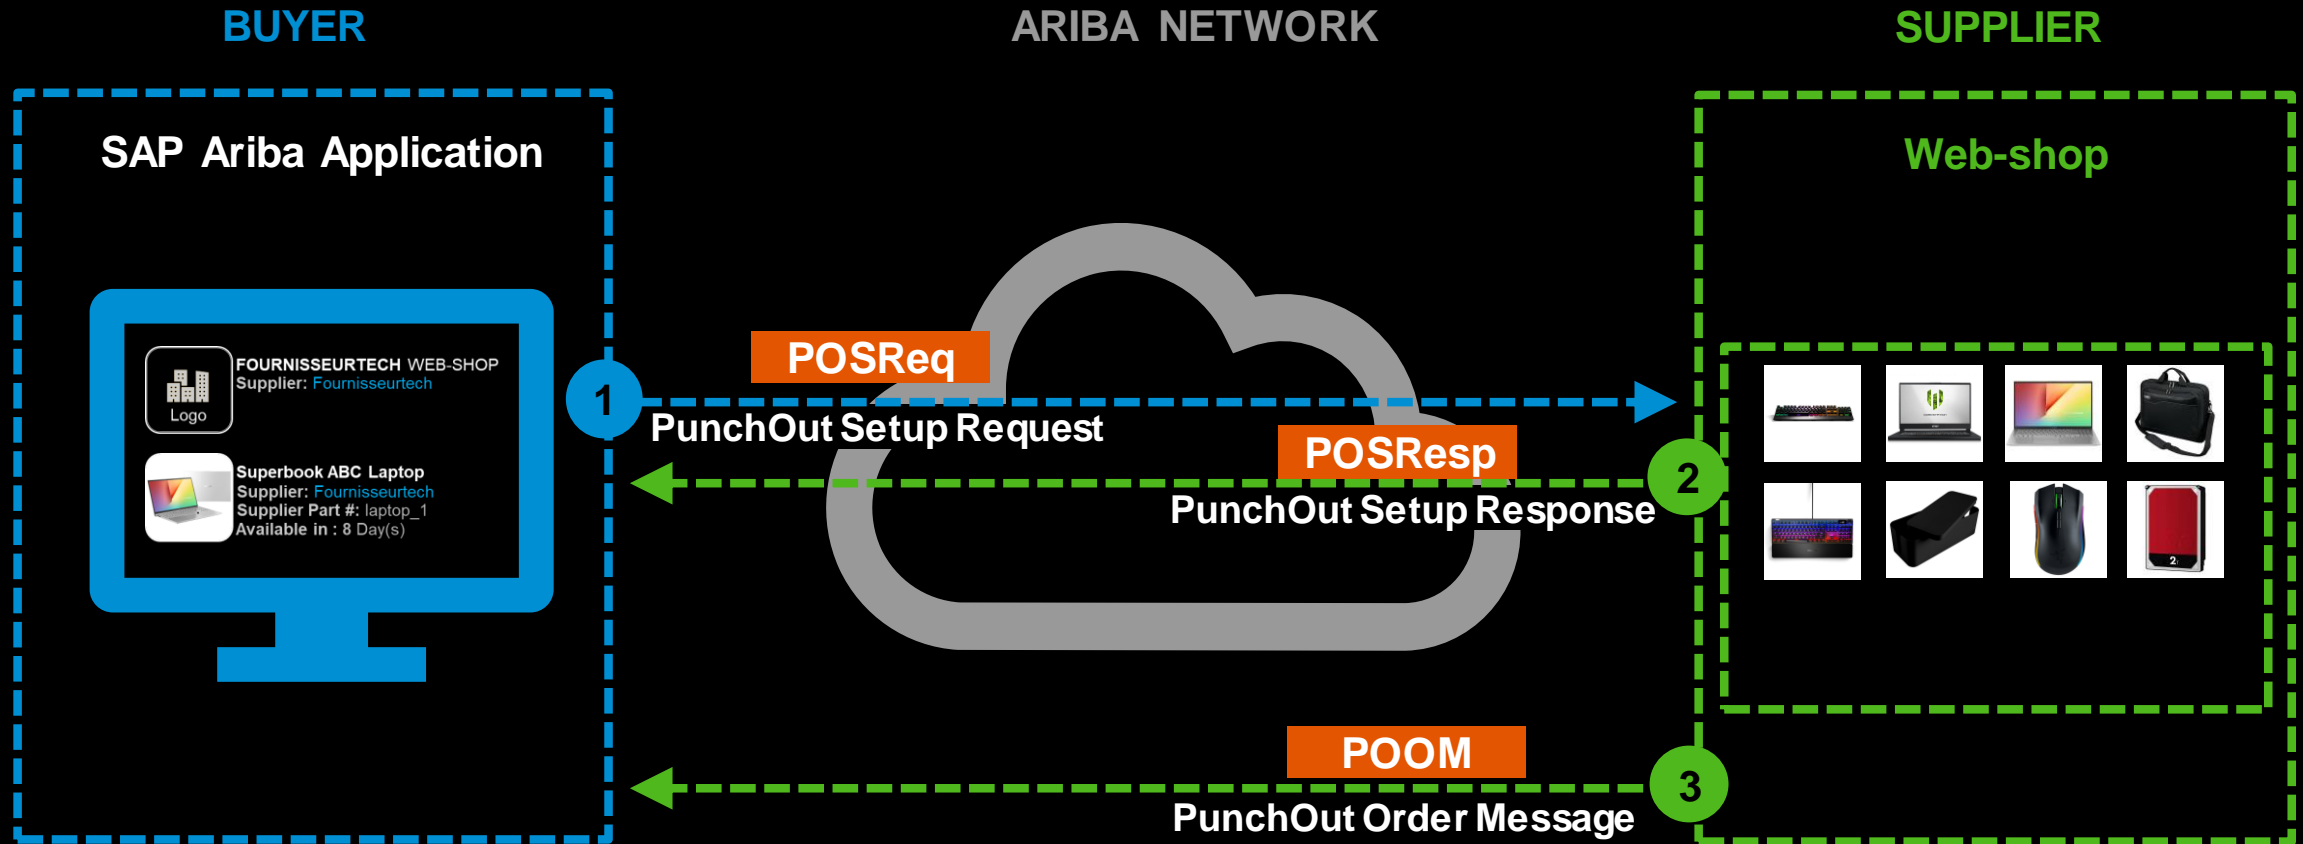 BUYER
ARIBA NETWORK
SUPPLIER
SAP Ariba Application
Web-shop
Logo
FOURNISSEURTECH WEB-SHOP
Supplier: Fournisseurtech
Superbook ABC Laptop
Supplier: Fournisseurtech
Supplier Part #: laptop_1
Available in : 8 Day(s)
1
POSReq
PunchOut Setup Request
POSResp
2
PunchOut Setup Response
POOM
3
PunchOut Order Message